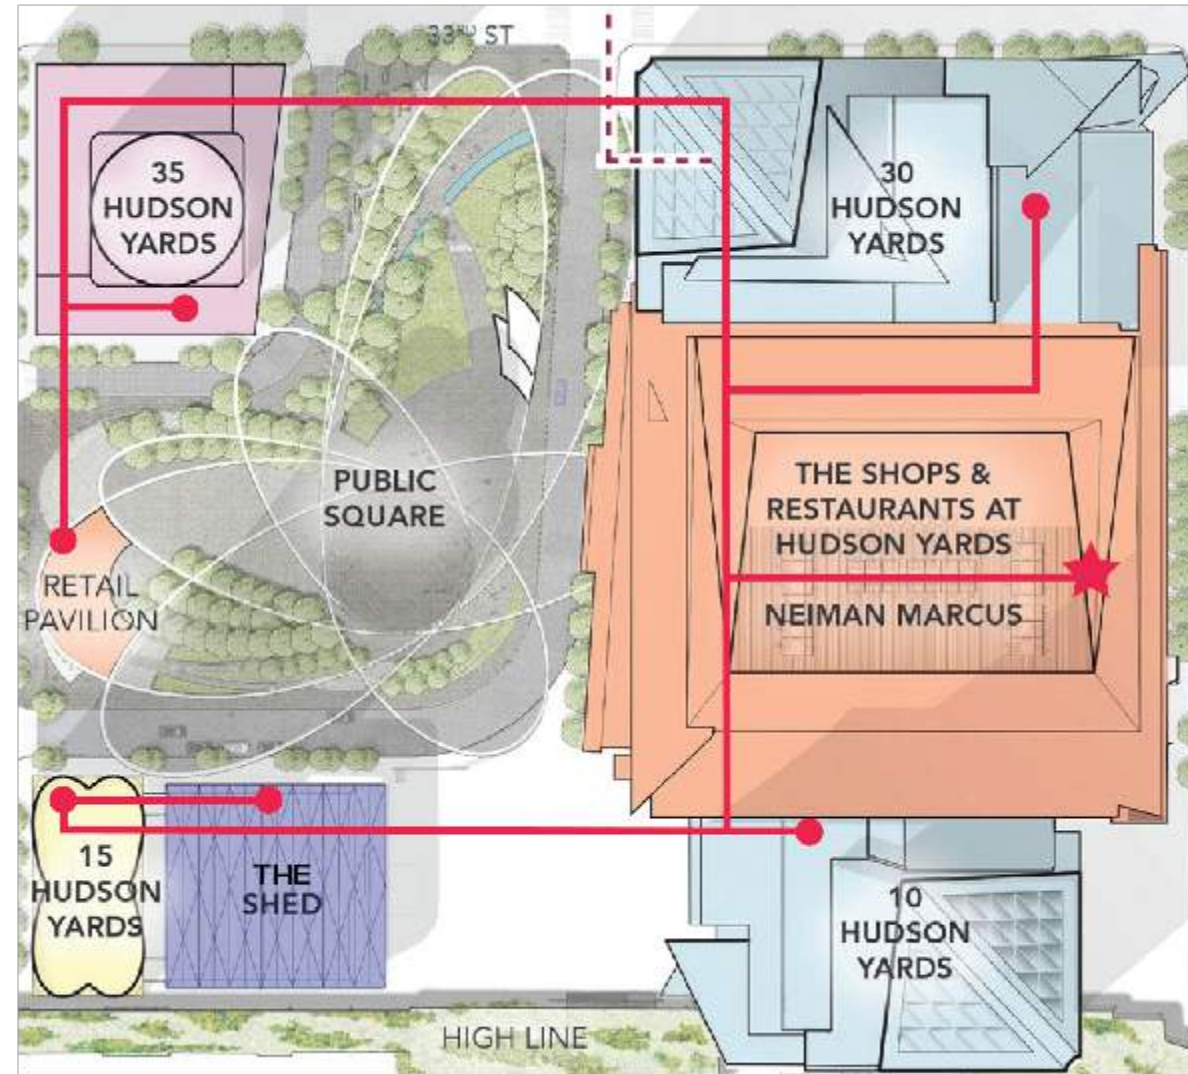 33RD ST
35
HUDSON
YARDS
30
HUDSON
YARDS
PUBLIC
SQUARE
THE SHOPS &
RESTAURANTS AT
HUDSON YARDS
NEIMAN MARCUS
RETAIL
PAVILION
15
HUDSON
YARDS
THE
SHED
10
HUDSON
YARDS
HIGH LINE